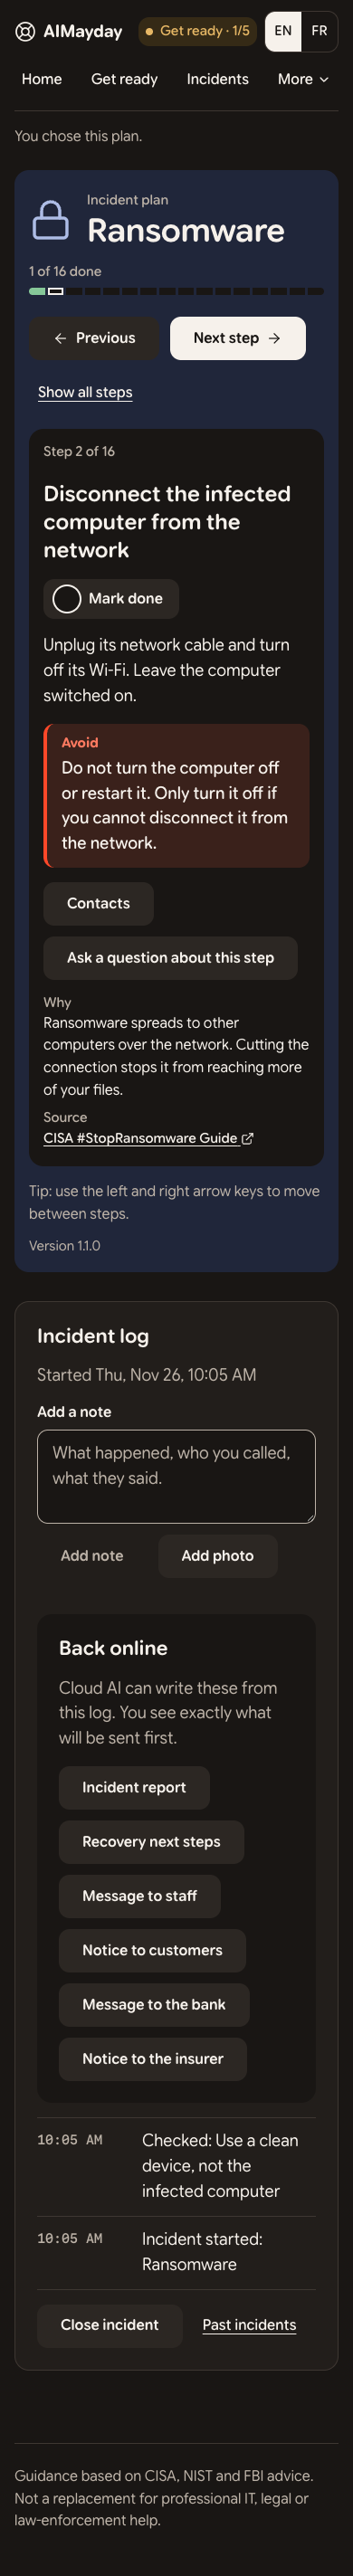 AIMayday
Get ready · 1/5
EN
FR
Home
Get ready
Incidents
More
You chose this plan.
Incident plan
Ransomware
1 of 16 done
Previous
Next step
Show all steps
Step 2 of 16
Disconnect the infected
computer from the
network
Mark done
Unplug its network cable and turn
off its Wi-Fi. Leave the computer
switched on.
Avoid
Do not turn the computer off
or restart it. Only turn it off if
you cannot disconnect it from
the network.
Contacts
Ask a question about this step
Why
Ransomware spreads to other
computers over the network. Cutting the
connection stops it from reaching more
of your files.
Source
CISA #StopRansomware Guide
Tip: use the left and right arrow keys to move
between steps.
Version 1.1.0
Incident log
Started Thu, Nov 26, 10:05 AM
Add a note
What happened, who you called,
what they said.
Add note
Add photo
Back online
Cloud AI can write these from
this log. You see exactly what
will be sent first.
Incident report
Recovery next steps
Message to staff
Notice to customers
Message to the bank
Notice to the insurer
10:05 AM
Checked: Use a clean
device, not the
infected computer
10:05 AM
Incident started:
Ransomware
Close incident
Past incidents
Guidance based on CISA, NIST and FBI advice.
Not a replacement for professional IT, legal or
law-enforcement help.